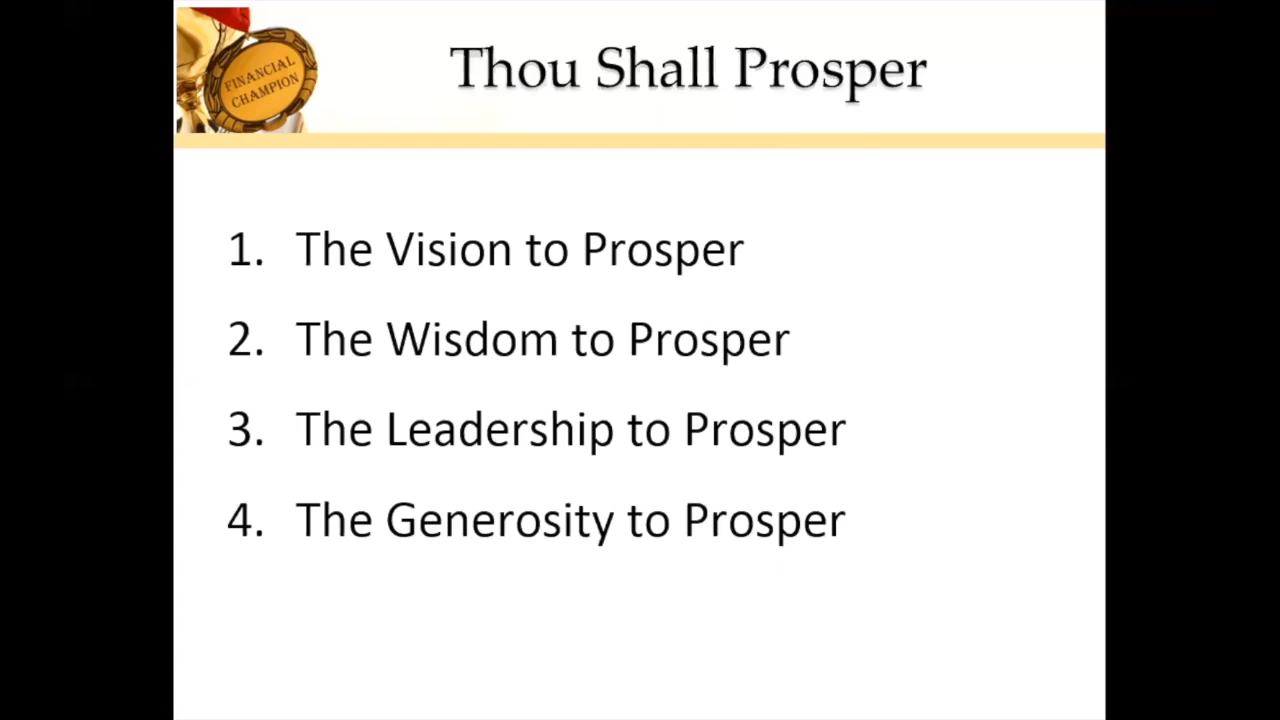 FINANCIAL
CHAMPION
Thou Shall Prosper
1. The Vision to Prosper
2. The Wisdom to Prosper
3. The Leadership to Prosper
4. The Generosity to Prosper